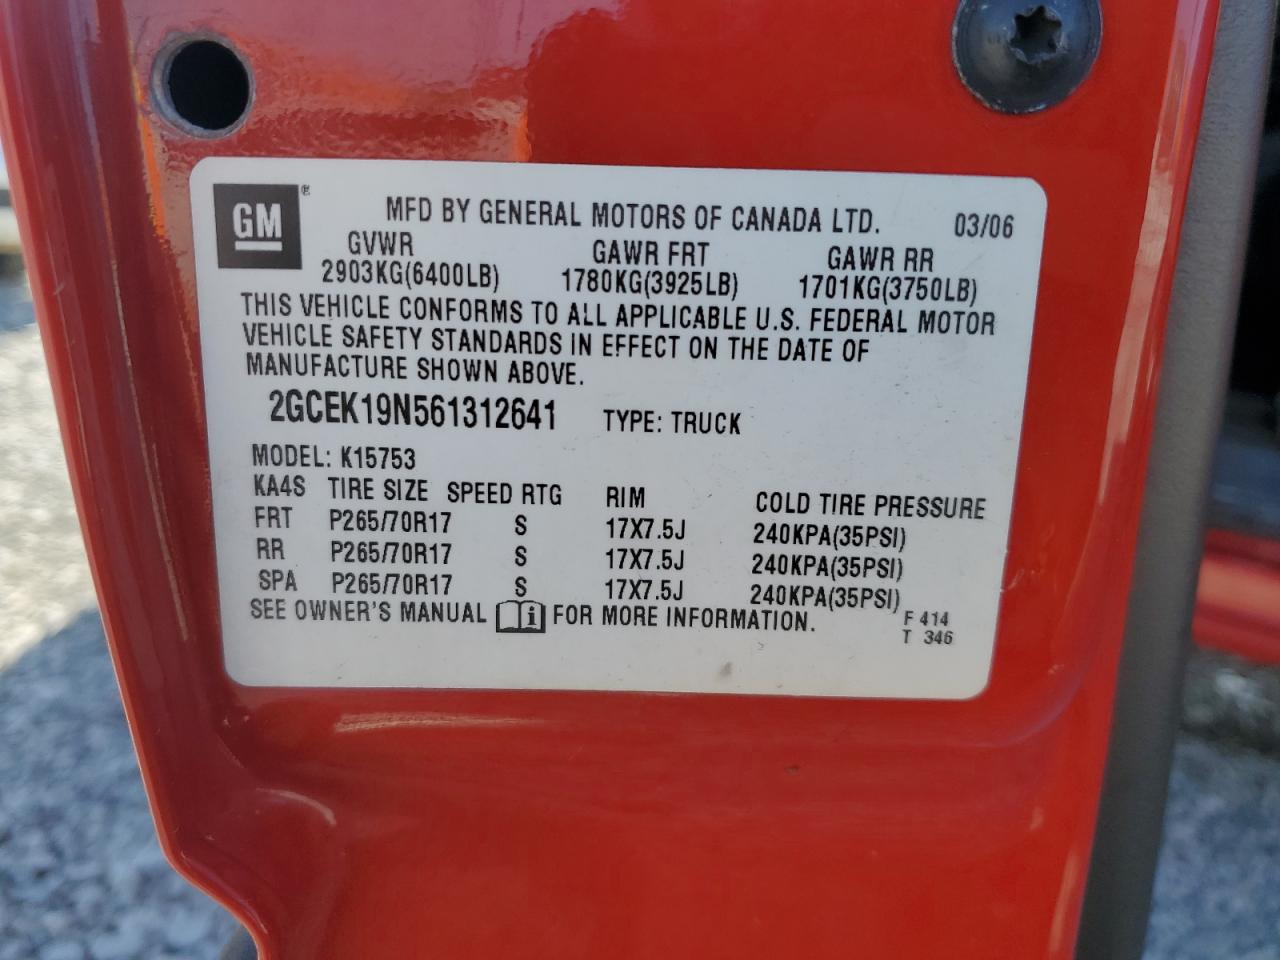 GM®
MFD BY GENERAL MOTORS OF CANADA LTD. 03/06
GVWR GAWR FRT GAWR RR
2903KG(6400LB) 1780KG(3925LB) 1701KG(3750LB)
THIS VEHICLE CONFORMS TO ALL APPLICABLE U.S. FEDERAL MOTOR
VEHICLE SAFETY STANDARDS IN EFFECT ON THE DATE OF
MANUFACTURE SHOWN ABOVE.
2GCEK19N561312641 TYPE: TRUCK
MODEL: K15753
KA4S TIRE SIZE SPEED RTG RIM COLD TIRE PRESSURE
FRT P265/70R17 S 17X7.5J 240KPA(35PSI)
RR P265/70R17 S 17X7.5J 240KPA(35PSI)
SPA P265/70R17 S 17X7.5J 240KPA(35PSI)
SEE OWNER'S MANUAL i FOR MORE INFORMATION. F 414
T 346